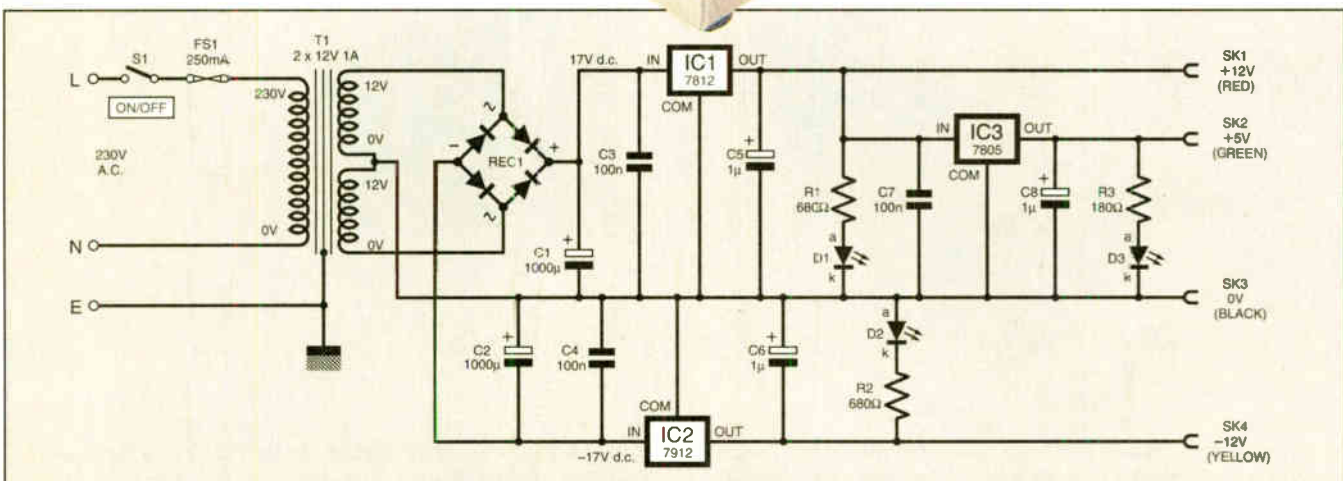 L
S1
ON/OFF
FS1
250mA
230V
A.C.
N
E
230V
0V
T1
2 x 12V 1A
12V
0V
12V
0V
~
–
REC1
+
~
17V d.c.
+
C1
1000μ
C3
100n
IN
IC1
7812
OUT
COM
+
C5
1μ
R1
680Ω
a
D1
k
C7
100n
IN
IC3
7805
OUT
COM
+
C8
1μ
R3
180Ω
a
D3
k
SK1
+12V
(RED)
SK2
+5V
(GREEN)
SK3
0V
(BLACK)
+
C2
1000μ
C4
100n
COM
IN
IC2
7912
OUT
–17V d.c.
+
C6
1μ
a
D2
k
R2
680Ω
SK4
–12V
(YELLOW)